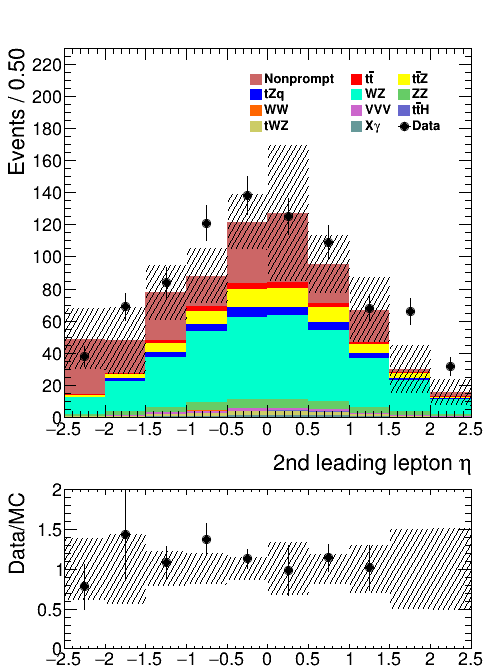 Events / 0.50
220
200
180
160
140
120
100
80
60
40
20
0
Nonprompt tt̄ tt̄Z
tZq WZ ZZ
WW VVV tt̄H
tWZ Xγ Data
−2.5 −2 −1.5 −1 −0.5 0 0.5 1 1.5 2 2.5
2nd leading lepton η
Data/MC
2
1.5
1
0.5
0
−2.5 −2 −1.5 −1 −0.5 0 0.5 1 1.5 2 2.5